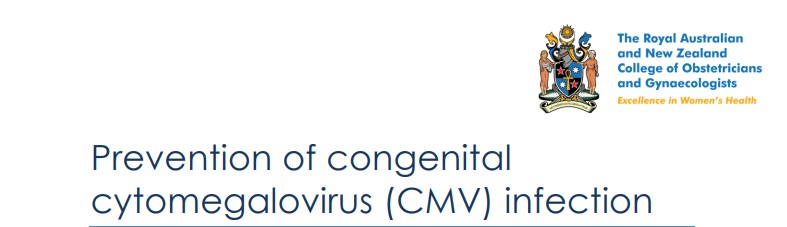 The Royal Australian
and New Zealand
College of Obstetricians
and Gynaecologists
Excellence in Women's Health
Prevention of congenital
cytomegalovirus (CMV) infection